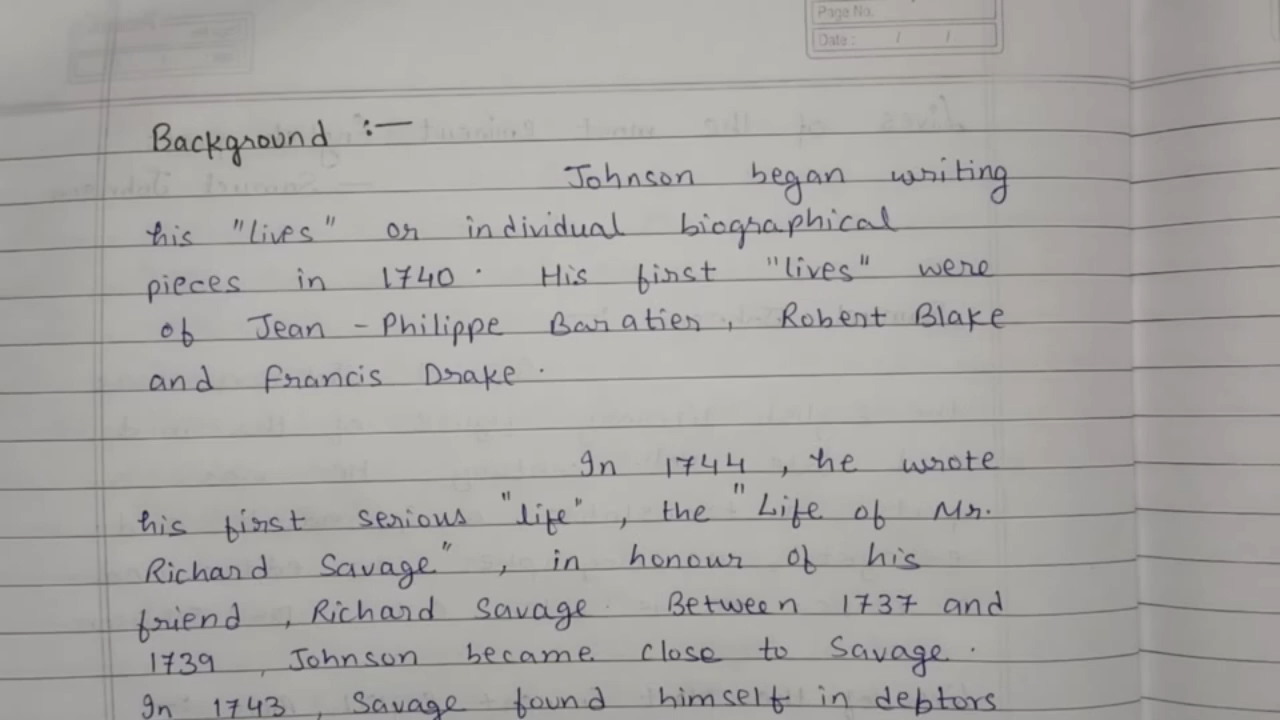 Page No.
Date : / /
Background :-
Johnson began writing
his "lives" or individual biographical
pieces in 1740. His first "lives" were
of Jean - Philippe Baratier, Robert Blake
and Francis Drake.
In 1744, he wrote
his first serious "life", the "Life of Mr.
Richard Savage", in honour of his
friend, Richard Savage. Between 1737 and
1739, Johnson became close to Savage.
In 1743, Savage found himself in debtors